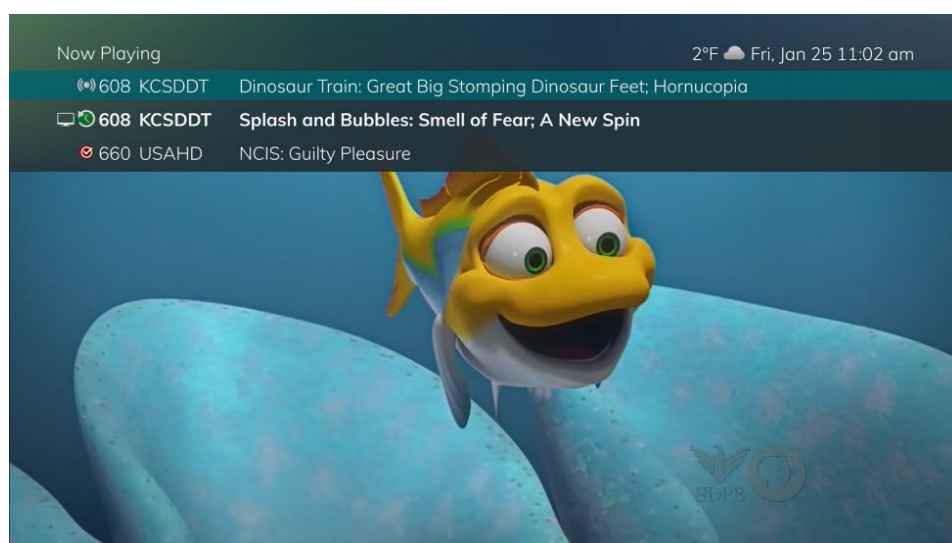 Now Playing
2°F Fri, Jan 25 11:02 am
608 KCSDDT Dinosaur Train: Great Big Stomping Dinosaur Feet; Hornucopia
608 KCSDDT Splash and Bubbles: Smell of Fear; A New Spin
660 USAHD NCIS: Guilty Pleasure
SDPB